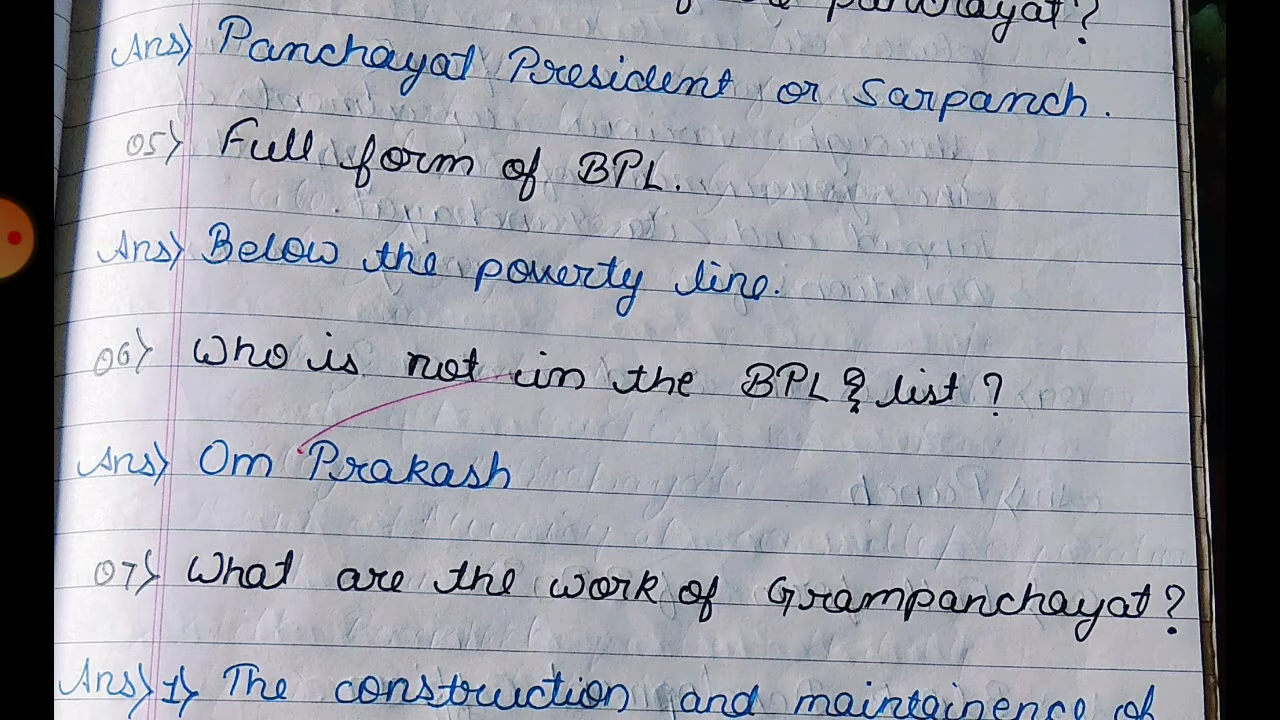 panchayat?
Ans) Panchayat President or Sarpanch.
05) Full form of BPL.
Ans) Below the poverty line.
06) Who is not in the BPL list?
Ans) Om Prakash
07) What are the work of Grampanchayat?
Ans) 1) The construction and maintainence of